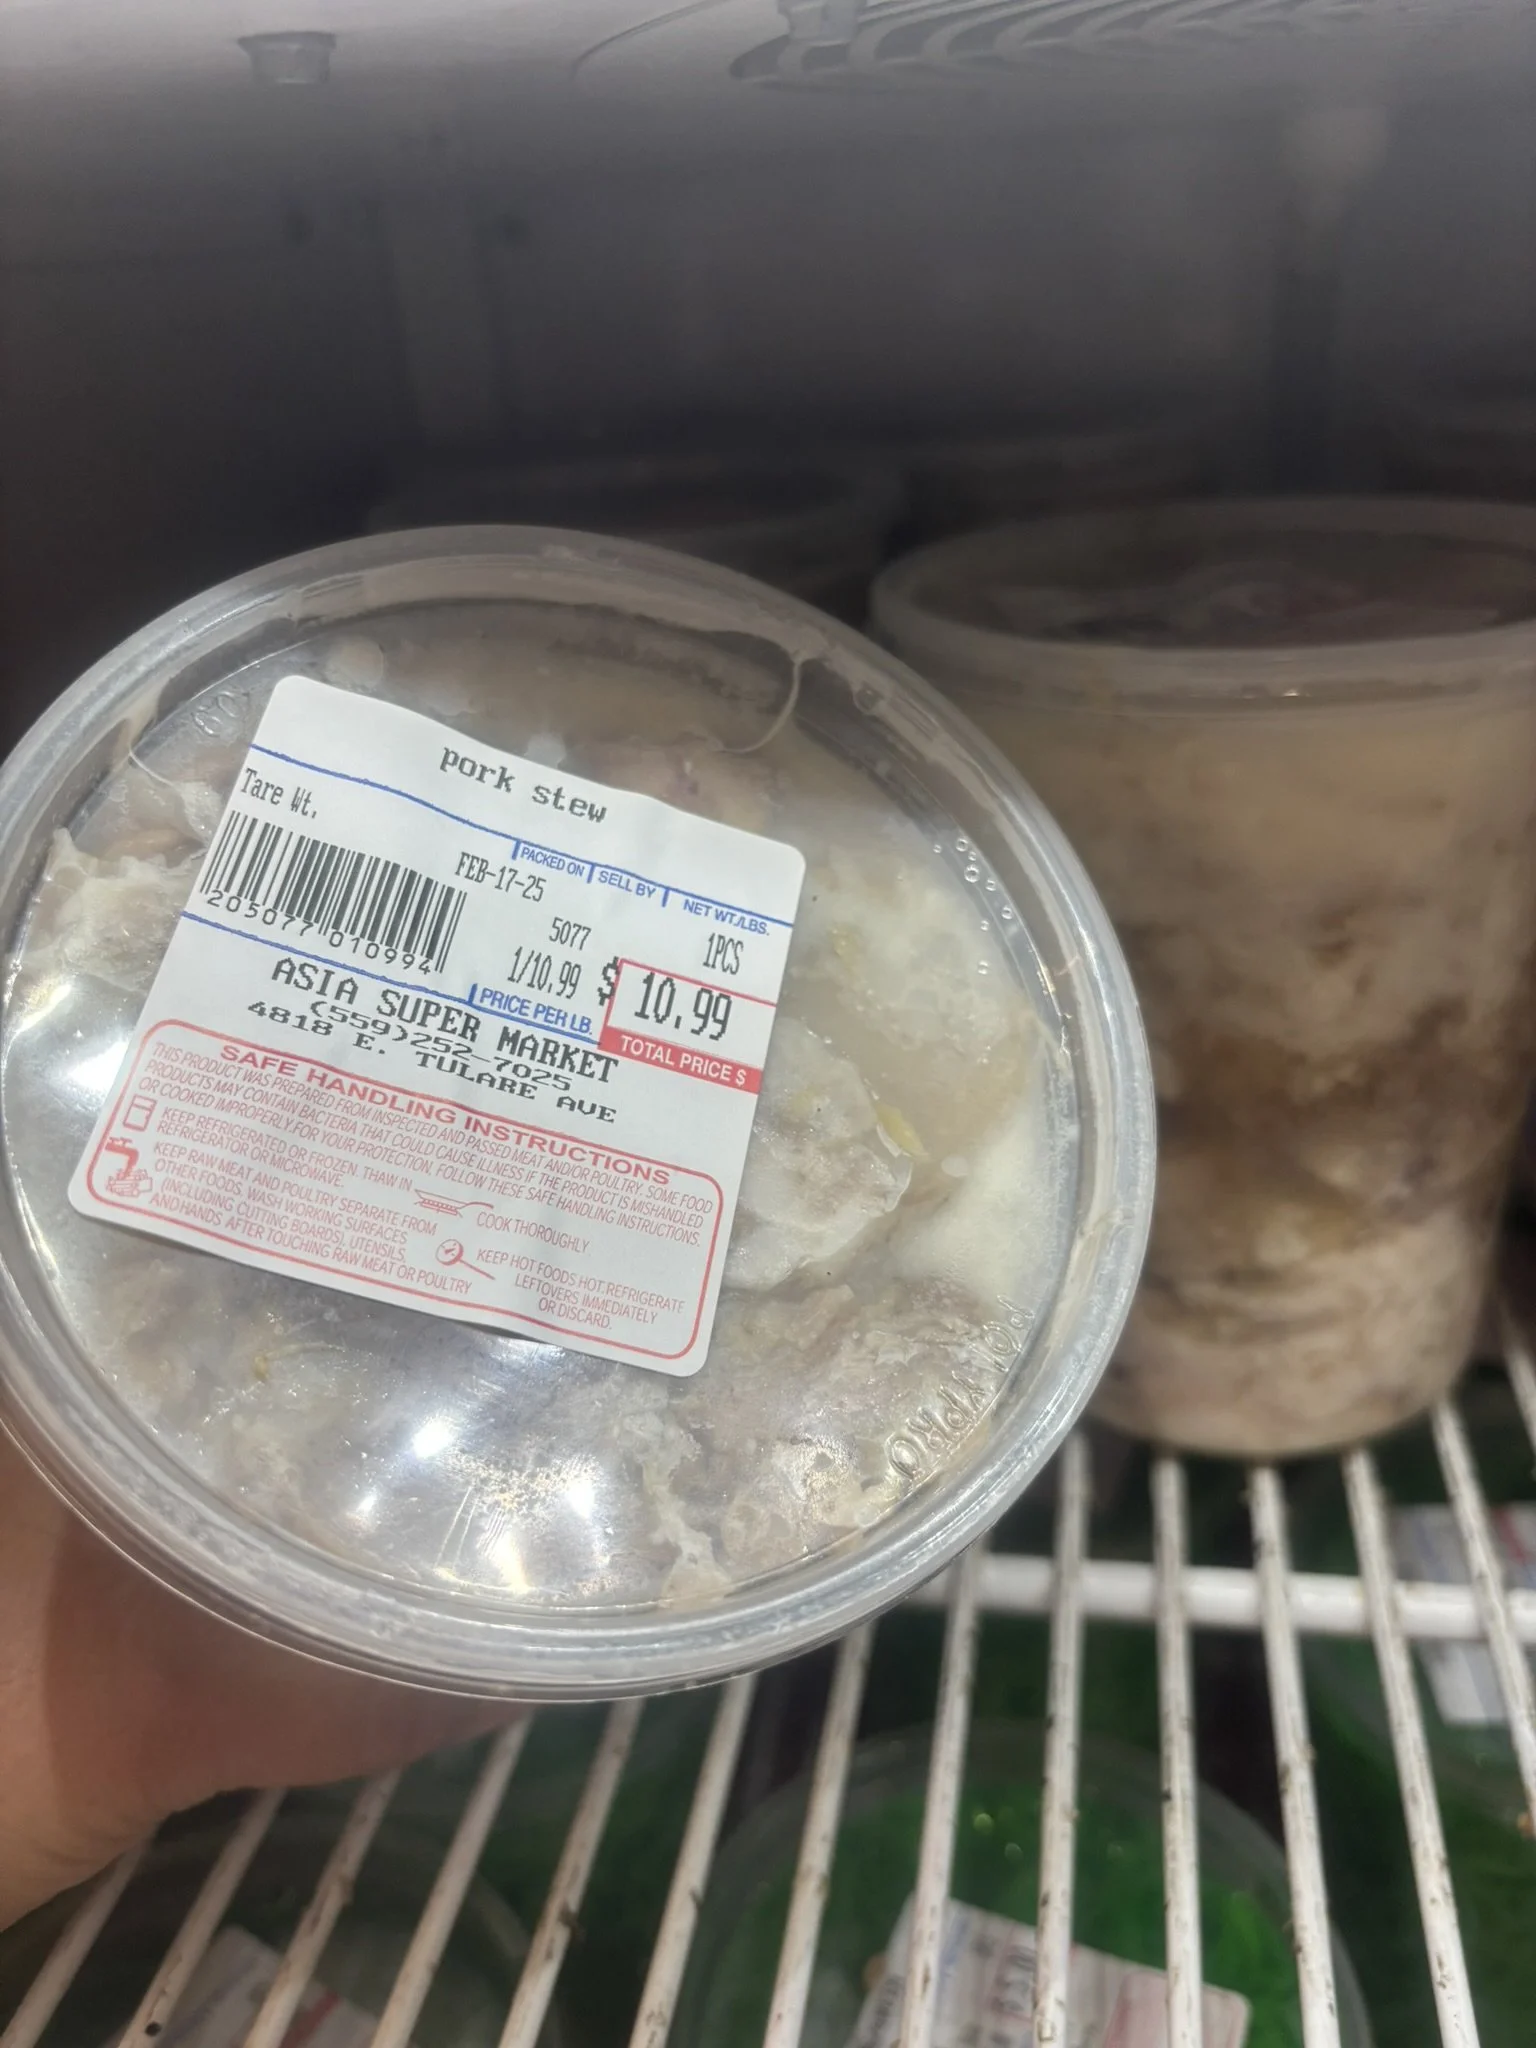 pork stew
Tare Wt.
PACKED ON SELL BY NET WT./LBS.
FEB-17-25
5077 1PCS
205077 010994
1/10.99 $ 10.99
PRICE PER LB. TOTAL PRICE $
ASIA SUPER MARKET
(559)252-7025
4818 E. TULARE AVE
SAFE HANDLING INSTRUCTIONS
THIS PRODUCT WAS PREPARED FROM INSPECTED AND PASSED MEAT AND/OR POULTRY. SOME FOOD
PRODUCTS MAY CONTAIN BACTERIA THAT COULD CAUSE ILLNESS IF THE PRODUCT IS MISHANDLED
OR COOKED IMPROPERLY. FOR YOUR PROTECTION, FOLLOW THESE SAFE HANDLING INSTRUCTIONS.
KEEP REFRIGERATED OR FROZEN. THAW IN
REFRIGERATOR OR MICROWAVE.
KEEP RAW MEAT AND POULTRY SEPARATE FROM
OTHER FOODS. WASH WORKING SURFACES
(INCLUDING CUTTING BOARDS), UTENSILS,
AND HANDS AFTER TOUCHING RAW MEAT OR POULTRY
COOK THOROUGHLY.
KEEP HOT FOODS HOT. REFRIGERATE
LEFTOVERS IMMEDIATELY
OR DISCARD.
POLYPRO